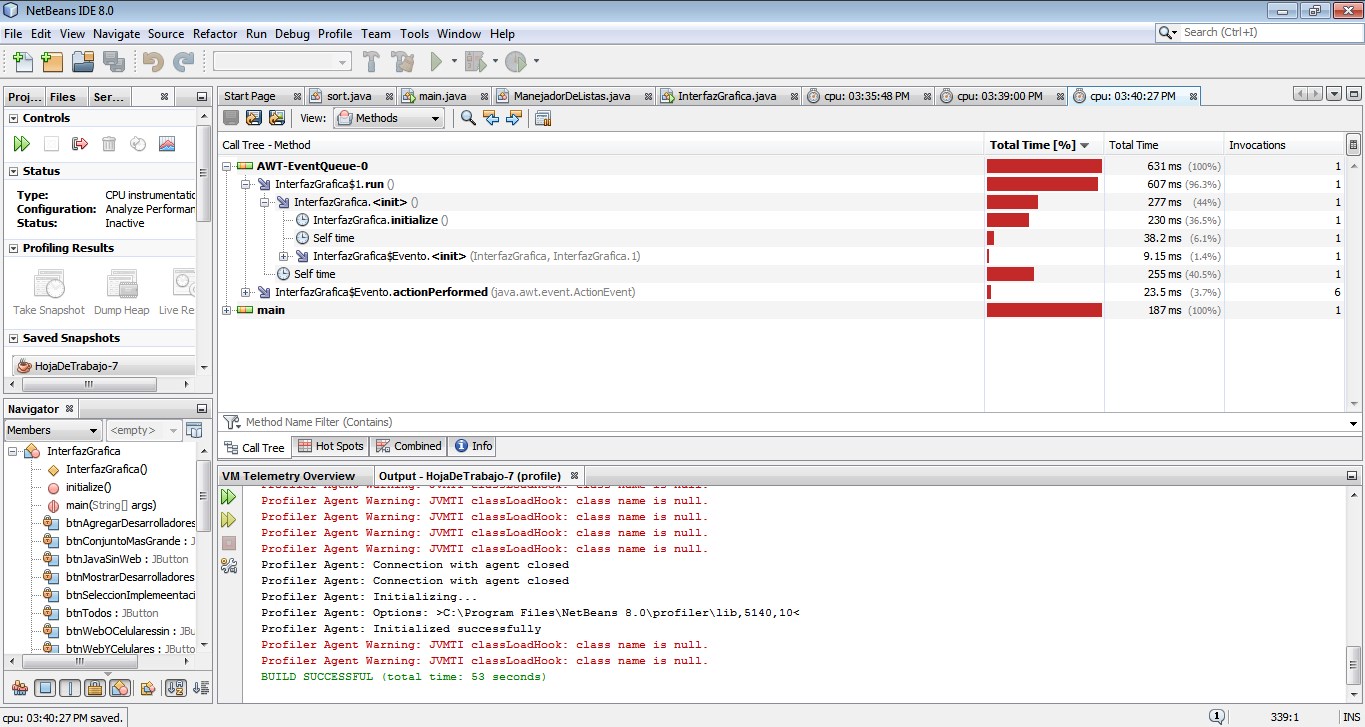 NetBeans IDE 8.0
File Edit View Navigate Source Refactor Run Debug Profile Team Tools Window Help
Search (Ctrl+I)
Proj... Files Ser...
Controls
Status
Type: CPU instrumentatic
Configuration: Analyze Performar
Status: Inactive
Profiling Results
Take Snapshot Dump Heap Live Re
Saved Snapshots
HojaDeTrabajo-7
Navigator
Members <empty>
InterfazGrafica
InterfazGrafica()
initialize()
main(String[] args)
btnAgregarDesarrolladores
btnConjuntoMasGrande : J
btnJavaSinWeb : JButton
btnMostrarDesarrolladores
btnSeleccionImplemeentaci
btnTodos : JButton
btnWebOCelularessin : JBu
btnWebYCelulares : JButton
Start Page sort.java main.java ManejadorDeListas.java InterfazGrafica.java cpu: 03:35:48 PM cpu: 03:39:00 PM cpu: 03:40:27 PM
View: Methods
Call Tree - Method Total Time [%] Total Time Invocations
AWT-EventQueue-0 631 ms (100%) 1
InterfazGrafica$1.run () 607 ms (96.3%) 1
InterfazGrafica.<init> () 277 ms (44%) 1
InterfazGrafica.initialize () 230 ms (36.5%) 1
Self time 38.2 ms (6.1%) 1
InterfazGrafica$Evento.<init> (InterfazGrafica, InterfazGrafica.1) 9.15 ms (1.4%) 1
Self time 255 ms (40.5%) 1
InterfazGrafica$Evento.actionPerformed (java.awt.event.ActionEvent) 23.5 ms (3.7%) 6
main 187 ms (100%) 1
Method Name Filter (Contains)
Call Tree Hot Spots Combined Info
VM Telemetry Overview Output - HojaDeTrabajo-7 (profile)
Profiler Agent Warning: JVMTI classLoadHook: class name is null.
Profiler Agent Warning: JVMTI classLoadHook: class name is null.
Profiler Agent Warning: JVMTI classLoadHook: class name is null.
Profiler Agent Warning: JVMTI classLoadHook: class name is null.
Profiler Agent Warning: JVMTI classLoadHook: class name is null.
Profiler Agent: Connection with agent closed
Profiler Agent: Connection with agent closed
Profiler Agent: Initializing...
Profiler Agent: Options: >C:\Program Files\NetBeans 8.0\profiler\lib,5140,10<
Profiler Agent: Initialized successfully
Profiler Agent Warning: JVMTI classLoadHook: class name is null.
Profiler Agent Warning: JVMTI classLoadHook: class name is null.
BUILD SUCCESSFUL (total time: 53 seconds)
cpu: 03:40:27 PM saved.
1 339:1 INS